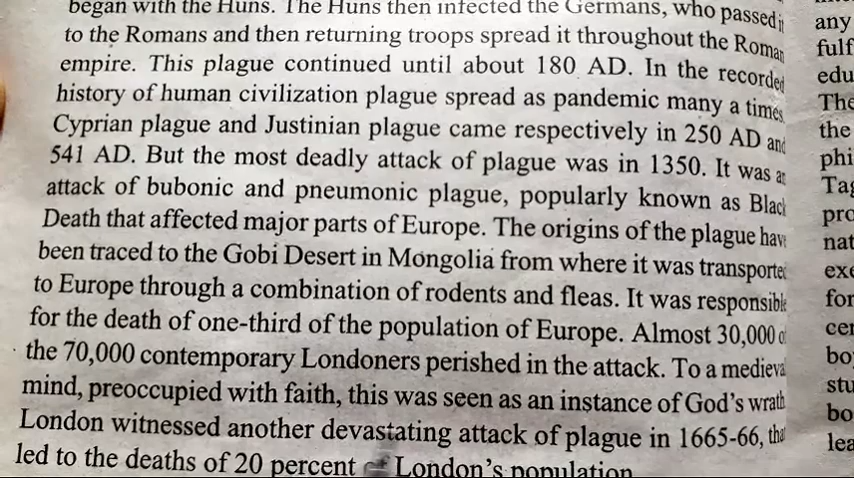 began with the Huns. The Huns then infected the Germans, who passed
to the Romans and then returning troops spread it throughout the Roman
empire. This plague continued until about 180 AD. In the recorded
history of human civilization plague spread as pandemic many a times.
Cyprian plague and Justinian plague came respectively in 250 AD and
541 AD. But the most deadly attack of plague was in 1350. It was
attack of bubonic and pneumonic plague, popularly known as Black
Death that affected major parts of Europe. The origins of the plague have
been traced to the Gobi Desert in Mongolia from where it was transported
to Europe through a combination of rodents and fleas. It was responsible
for the death of one-third of the population of Europe. Almost 30,000
the 70,000 contemporary Londoners perished in the attack. To a medieval
mind, preoccupied with faith, this was seen as an instance of God's wrath
London witnessed another devastating attack of plague in 1665-66, that
led to the deaths of 20 percent of London's population
any
fulf
edu
The
the
phi
Tag
pro
nat
exe
for
cer
bo
stu
bo
lea